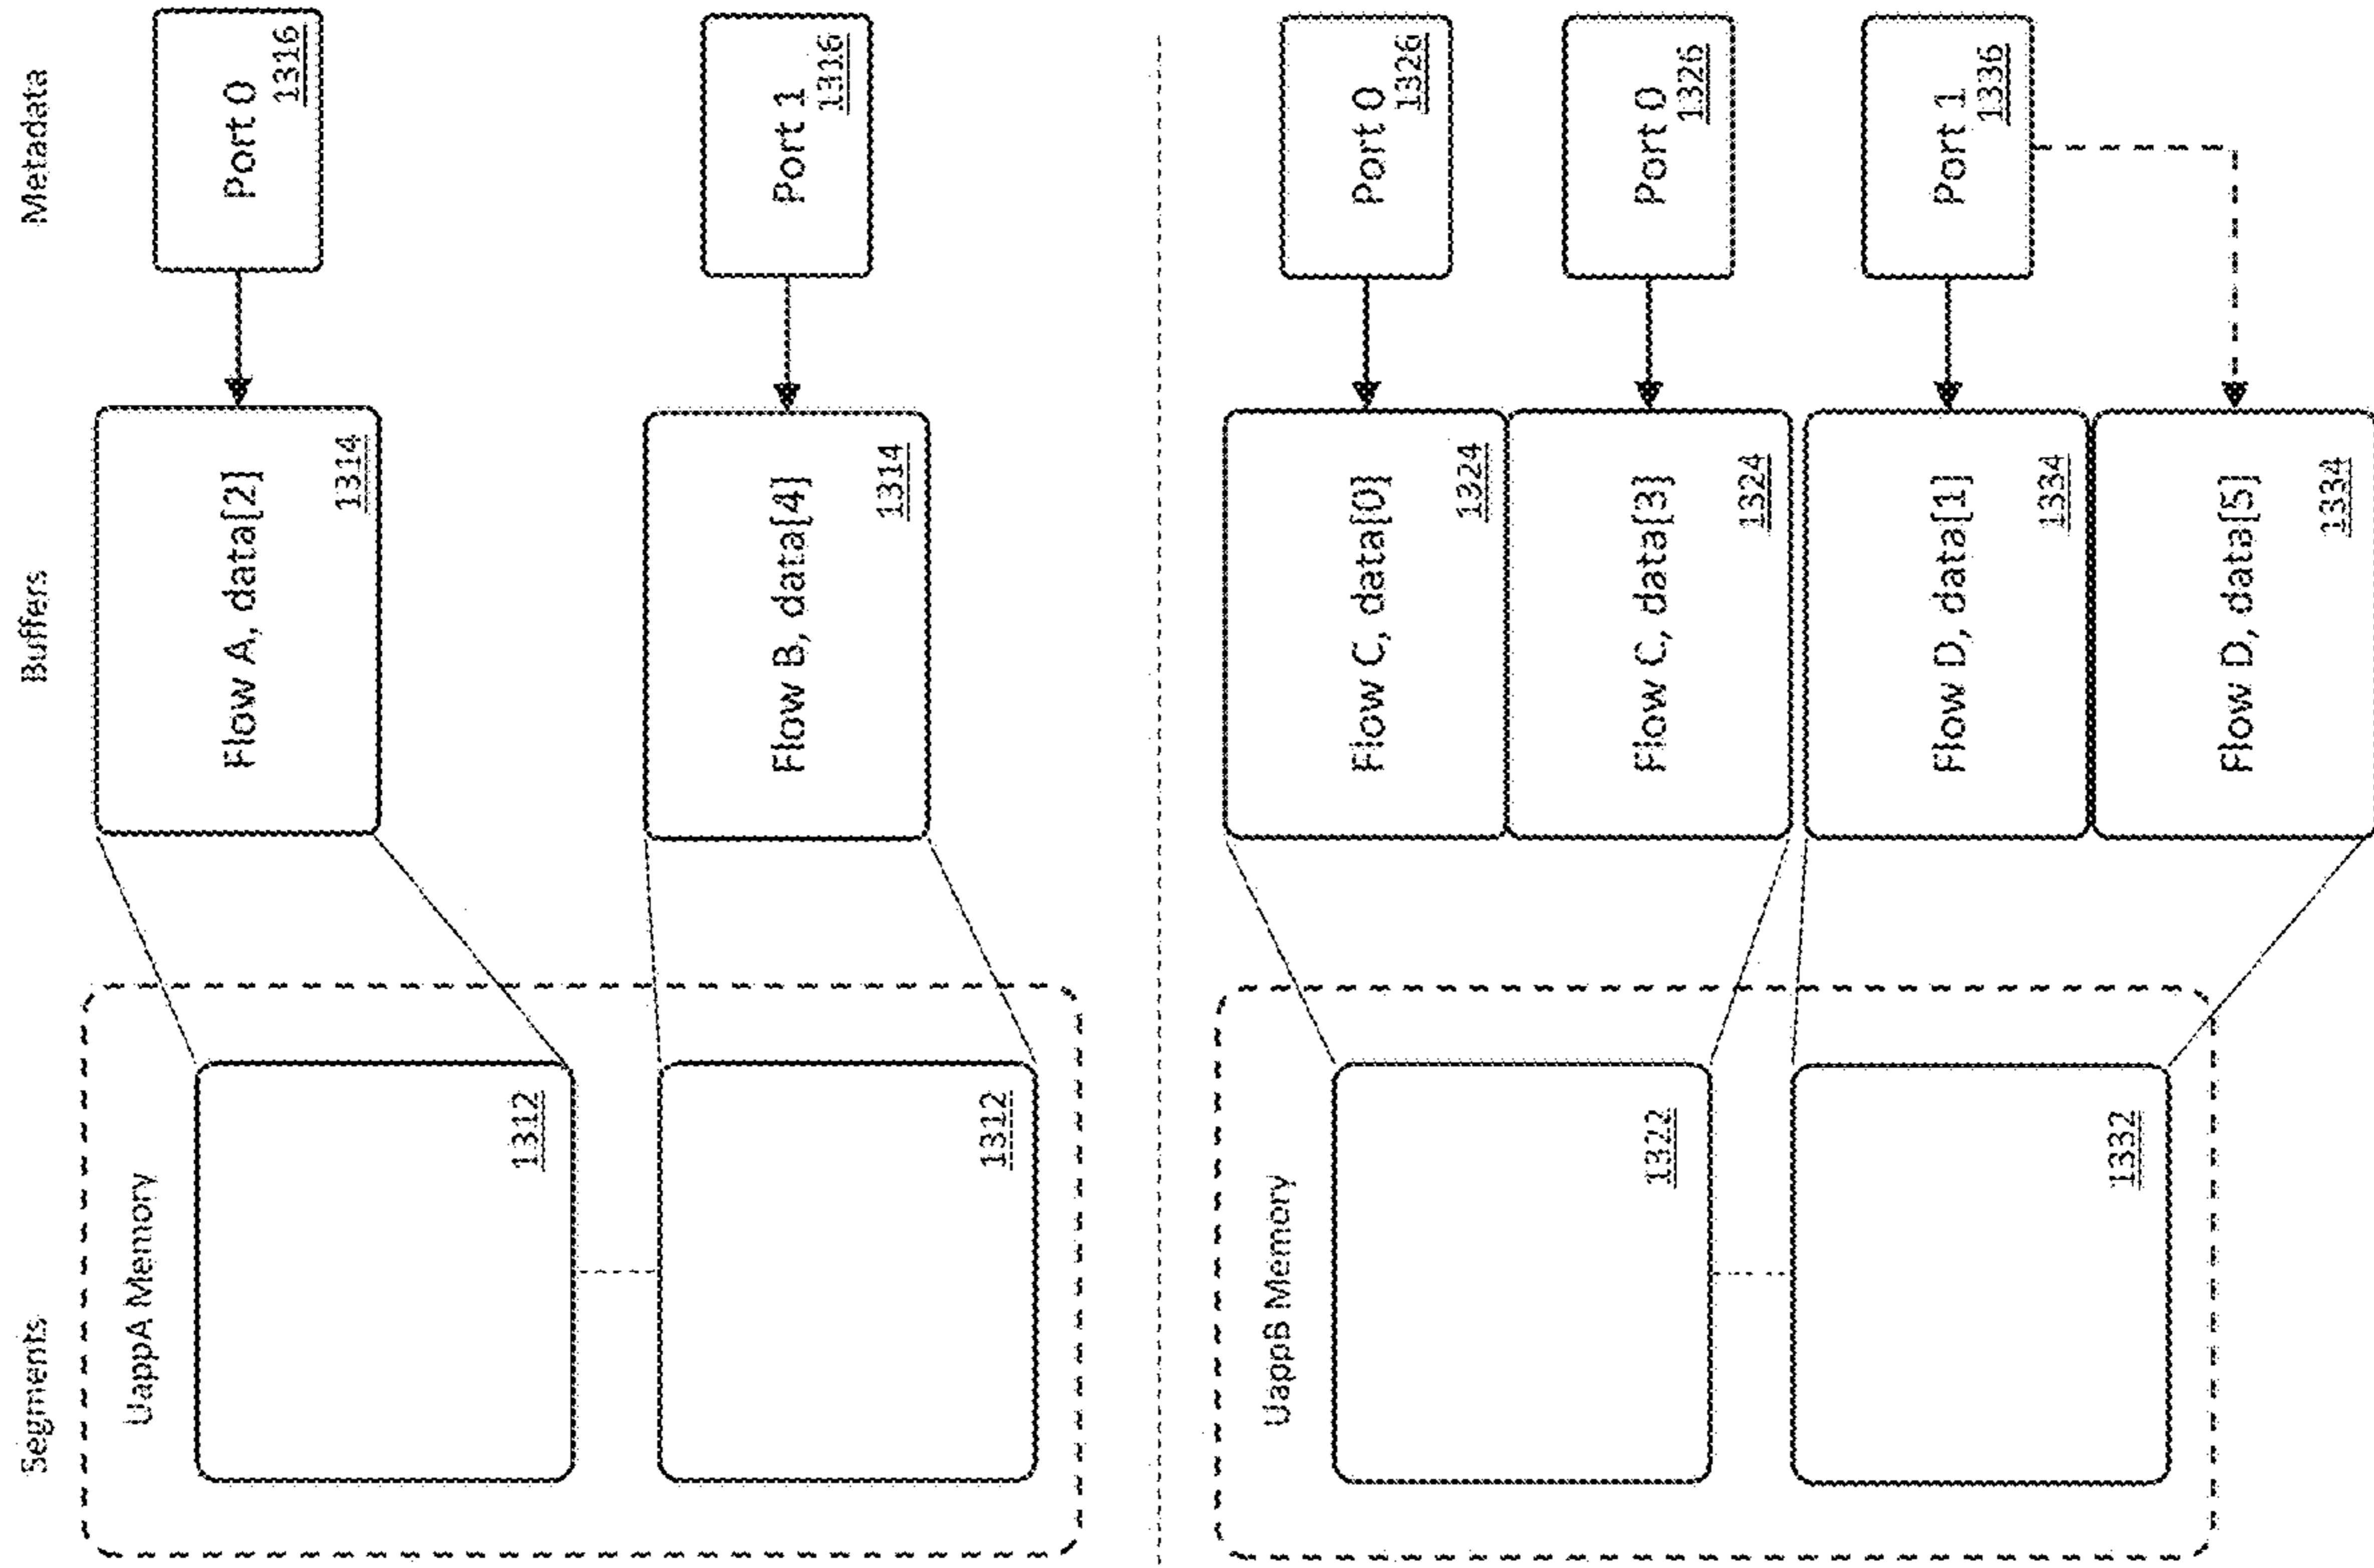 Segments
Buffers
Metadata
UappA Memory
1312
Flow A, data[2]
1314
Port 0
1316
1312
Flow B, data[4]
1314
Port 1
1316
UappB Memory
1322
Flow C, data[0]
1324
Port 0
1326
Flow C, data[3]
1324
Port 0
1326
1332
Flow D, data[1]
1334
Port 1
1336
Flow D, data[5]
1334